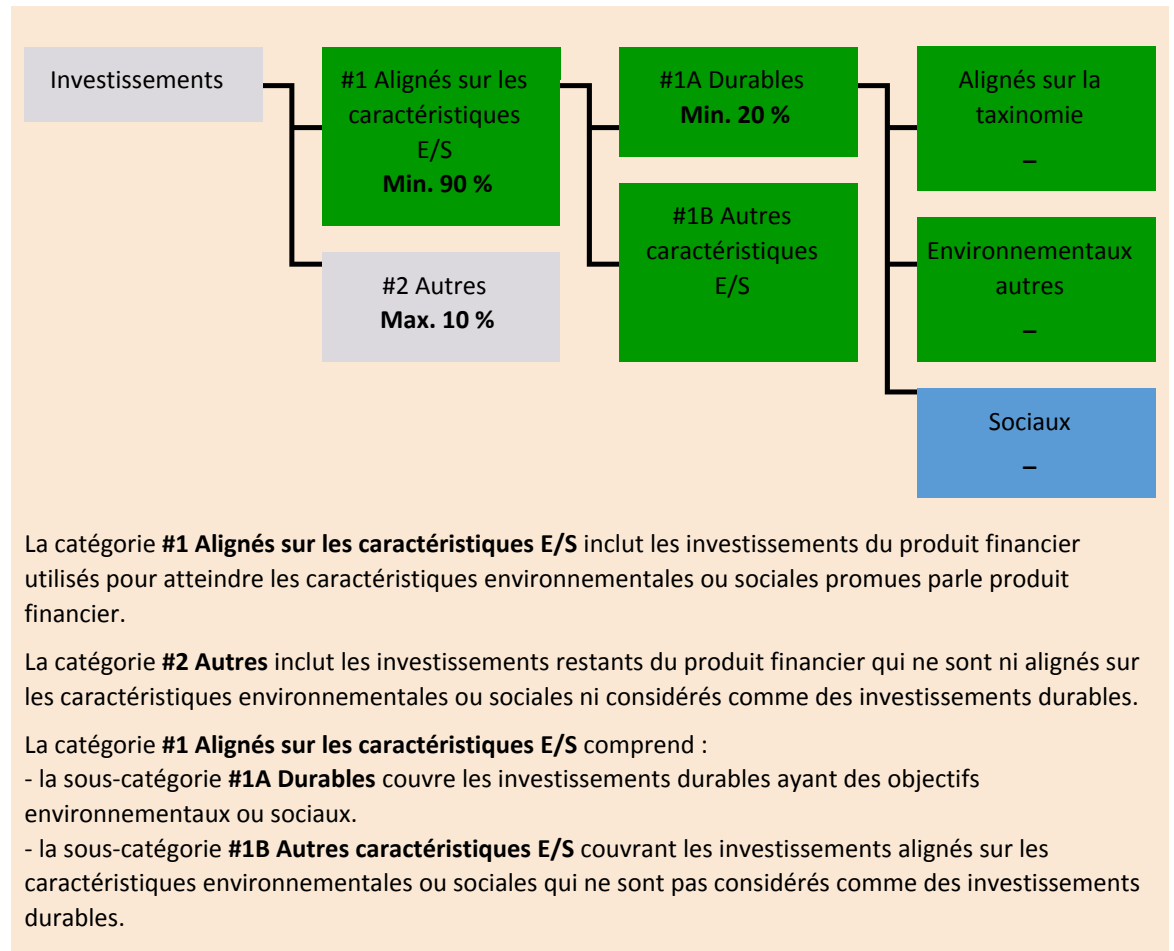 Investissements
#1 Alignés sur les
caractéristiques
E/S
Min. 90 %
#2 Autres
Max. 10 %
#1A Durables
Min. 20 %
#1B Autres
caractéristiques
E/S
Alignés sur la
taxinomie
–
Environnementaux
autres
–
Sociaux
–
La catégorie #1 Alignés sur les caractéristiques E/S inclut les investissements du produit financier
utilisés pour atteindre les caractéristiques environnementales ou sociales promues parle produit
financier.
La catégorie #2 Autres inclut les investissements restants du produit financier qui ne sont ni alignés sur
les caractéristiques environnementales ou sociales ni considérés comme des investissements durables.
La catégorie #1 Alignés sur les caractéristiques E/S comprend :
- la sous-catégorie #1A Durables couvre les investissements durables ayant des objectifs
environnementaux ou sociaux.
- la sous-catégorie #1B Autres caractéristiques E/S couvrant les investissements alignés sur les
caractéristiques environnementales ou sociales qui ne sont pas considérés comme des investissements
durables.